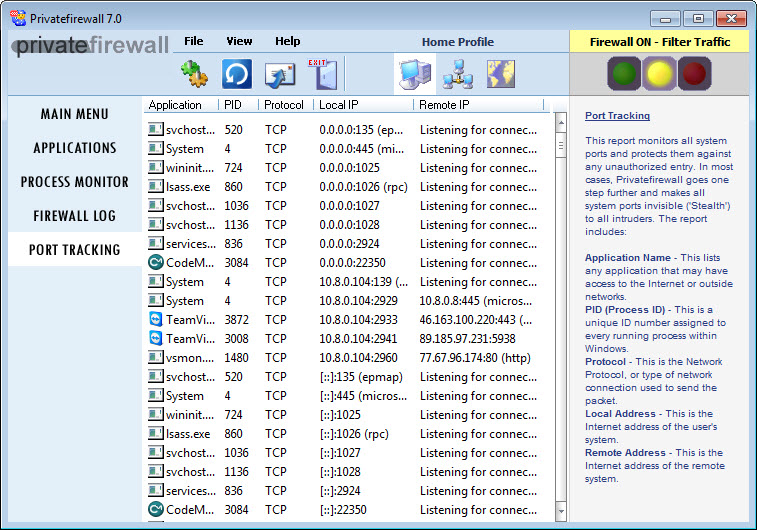 Privatefirewall 7.0
privatefirewall
File View Help
Home Profile
Firewall ON - Filter Traffic
EXIT
MAIN MENU
APPLICATIONS
PROCESS MONITOR
FIREWALL LOG
PORT TRACKING
Application PID Protocol Local IP Remote IP
svchost... 520 TCP 0.0.0.0:135 (ep... Listening for connec...
System 4 TCP 0.0.0.0:445 (mi... Listening for connec...
wininit.... 724 TCP 0.0.0.0:1025 Listening for connec...
lsass.exe 860 TCP 0.0.0.0:1026 (rpc) Listening for connec...
svchost... 1036 TCP 0.0.0.0:1027 Listening for connec...
svchost... 1136 TCP 0.0.0.0:1028 Listening for connec...
services... 836 TCP 0.0.0.0:2924 Listening for connec...
CodeM... 3084 TCP 0.0.0.0:22350 Listening for connec...
System 4 TCP 10.8.0.104:139 (... Listening for connec...
System 4 TCP 10.8.0.104:2929 10.8.0.8:445 (micros...
TeamVi... 3872 TCP 10.8.0.104:2933 46.163.100.220:443 (...
TeamVi... 3008 TCP 10.8.0.104:2941 89.185.97.231:5938
vsmon.... 1480 TCP 10.8.0.104:2960 77.67.96.174:80 (http)
svchost... 520 TCP [::]:135 (epmap) Listening for connec...
System 4 TCP [::]:445 (micros... Listening for connec...
wininit.... 724 TCP [::]:1025 Listening for connec...
lsass.exe 860 TCP [::]:1026 (rpc) Listening for connec...
svchost... 1036 TCP [::]:1027 Listening for connec...
svchost... 1136 TCP [::]:1028 Listening for connec...
services... 836 TCP [::]:2924 Listening for connec...
CodeM... 3084 TCP [::]:22350 Listening for connec...
Port Tracking
This report monitors all system
ports and protects them against
any unauthorized entry. In most
cases, Privatefirewall goes one
step further and makes all
system ports invisible ('Stealth')
to all intruders. The report
includes:
Application Name - This lists
any application that may have
access to the Internet or outside
networks.
PID (Process ID) - This is a
unique ID number assigned to
every running process within
Windows.
Protocol - This is the Network
Protocol, or type of network
connection used to send the
packet.
Local Address - This is the
Internet address of the user's
system.
Remote Address - This is the
Internet address of the remote
system.